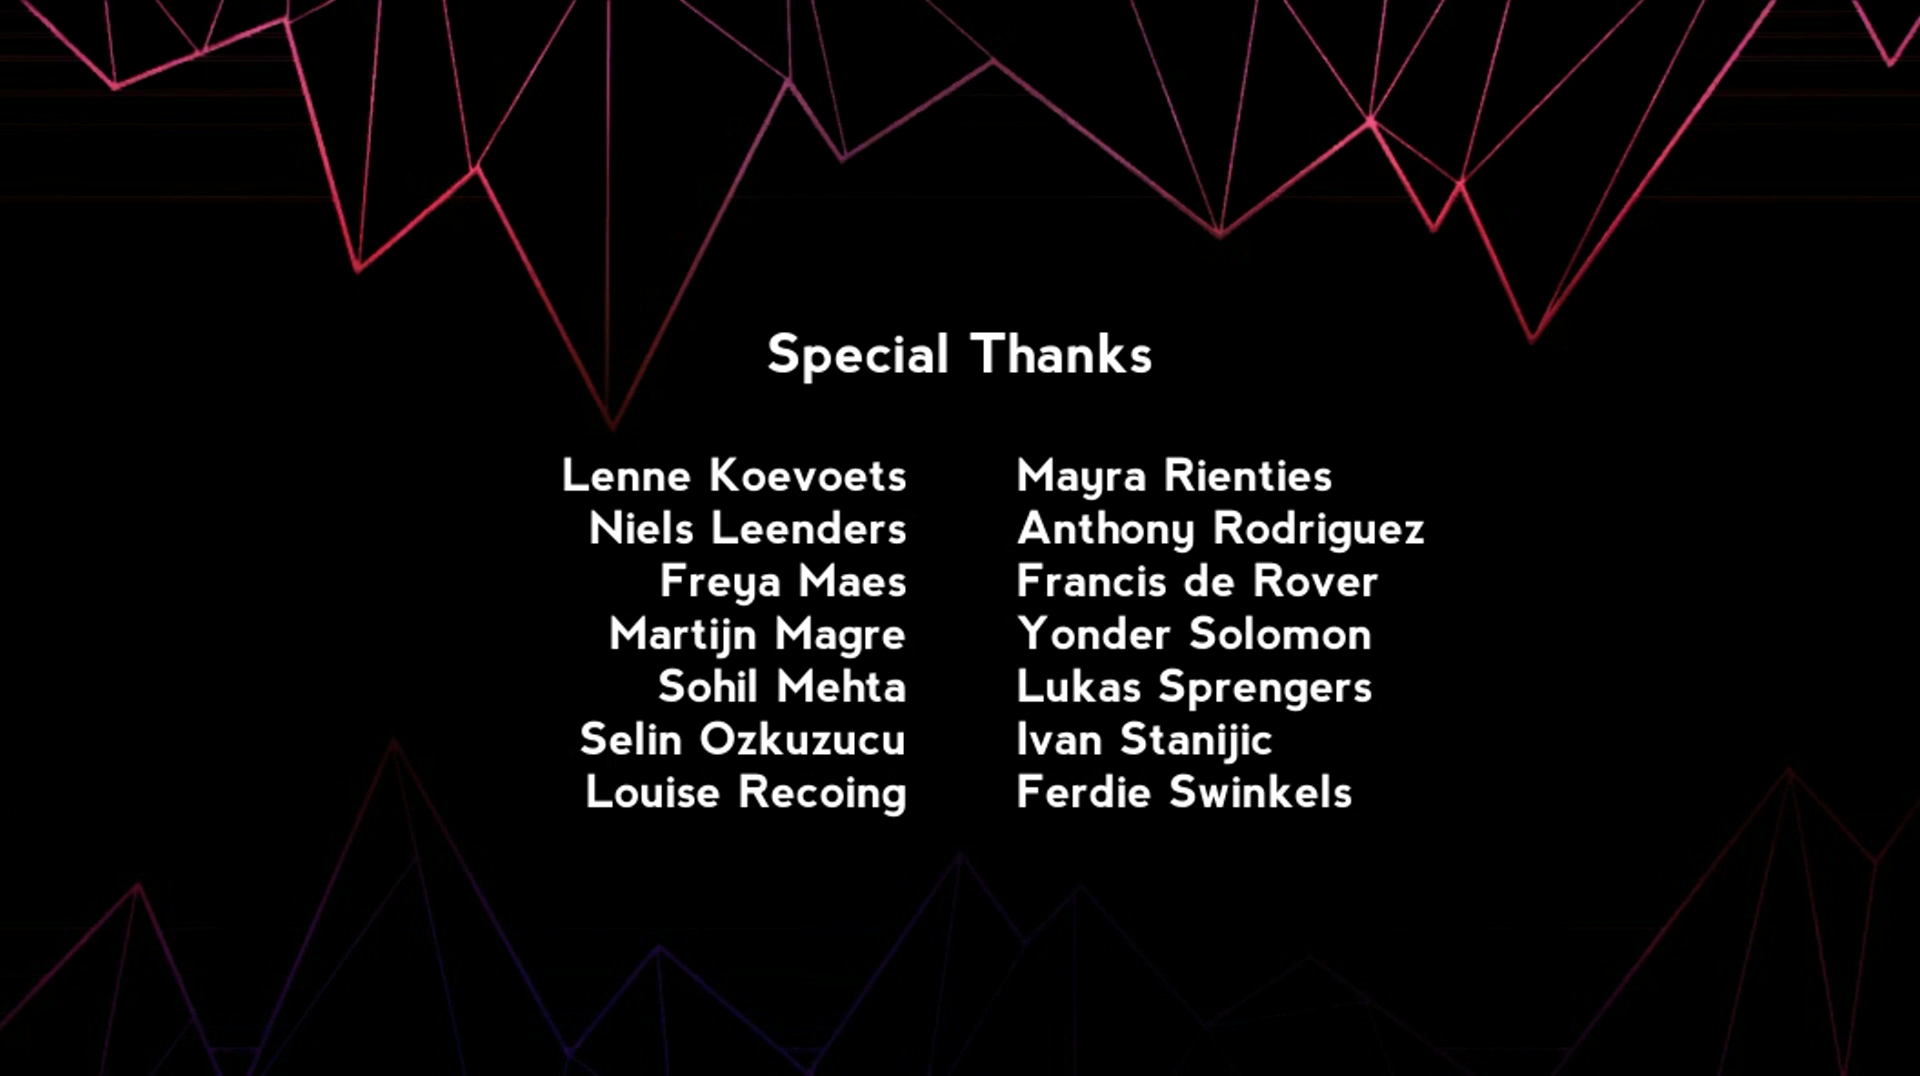 Special Thanks
Lenne Koevoets
Niels Leenders
Freya Maes
Martijn Magre
Sohil Mehta
Selin Ozkuzucu
Louise Recoing
Mayra Rienties
Anthony Rodriguez
Francis de Rover
Yonder Solomon
Lukas Sprengers
Ivan Stanijic
Ferdie Swinkels